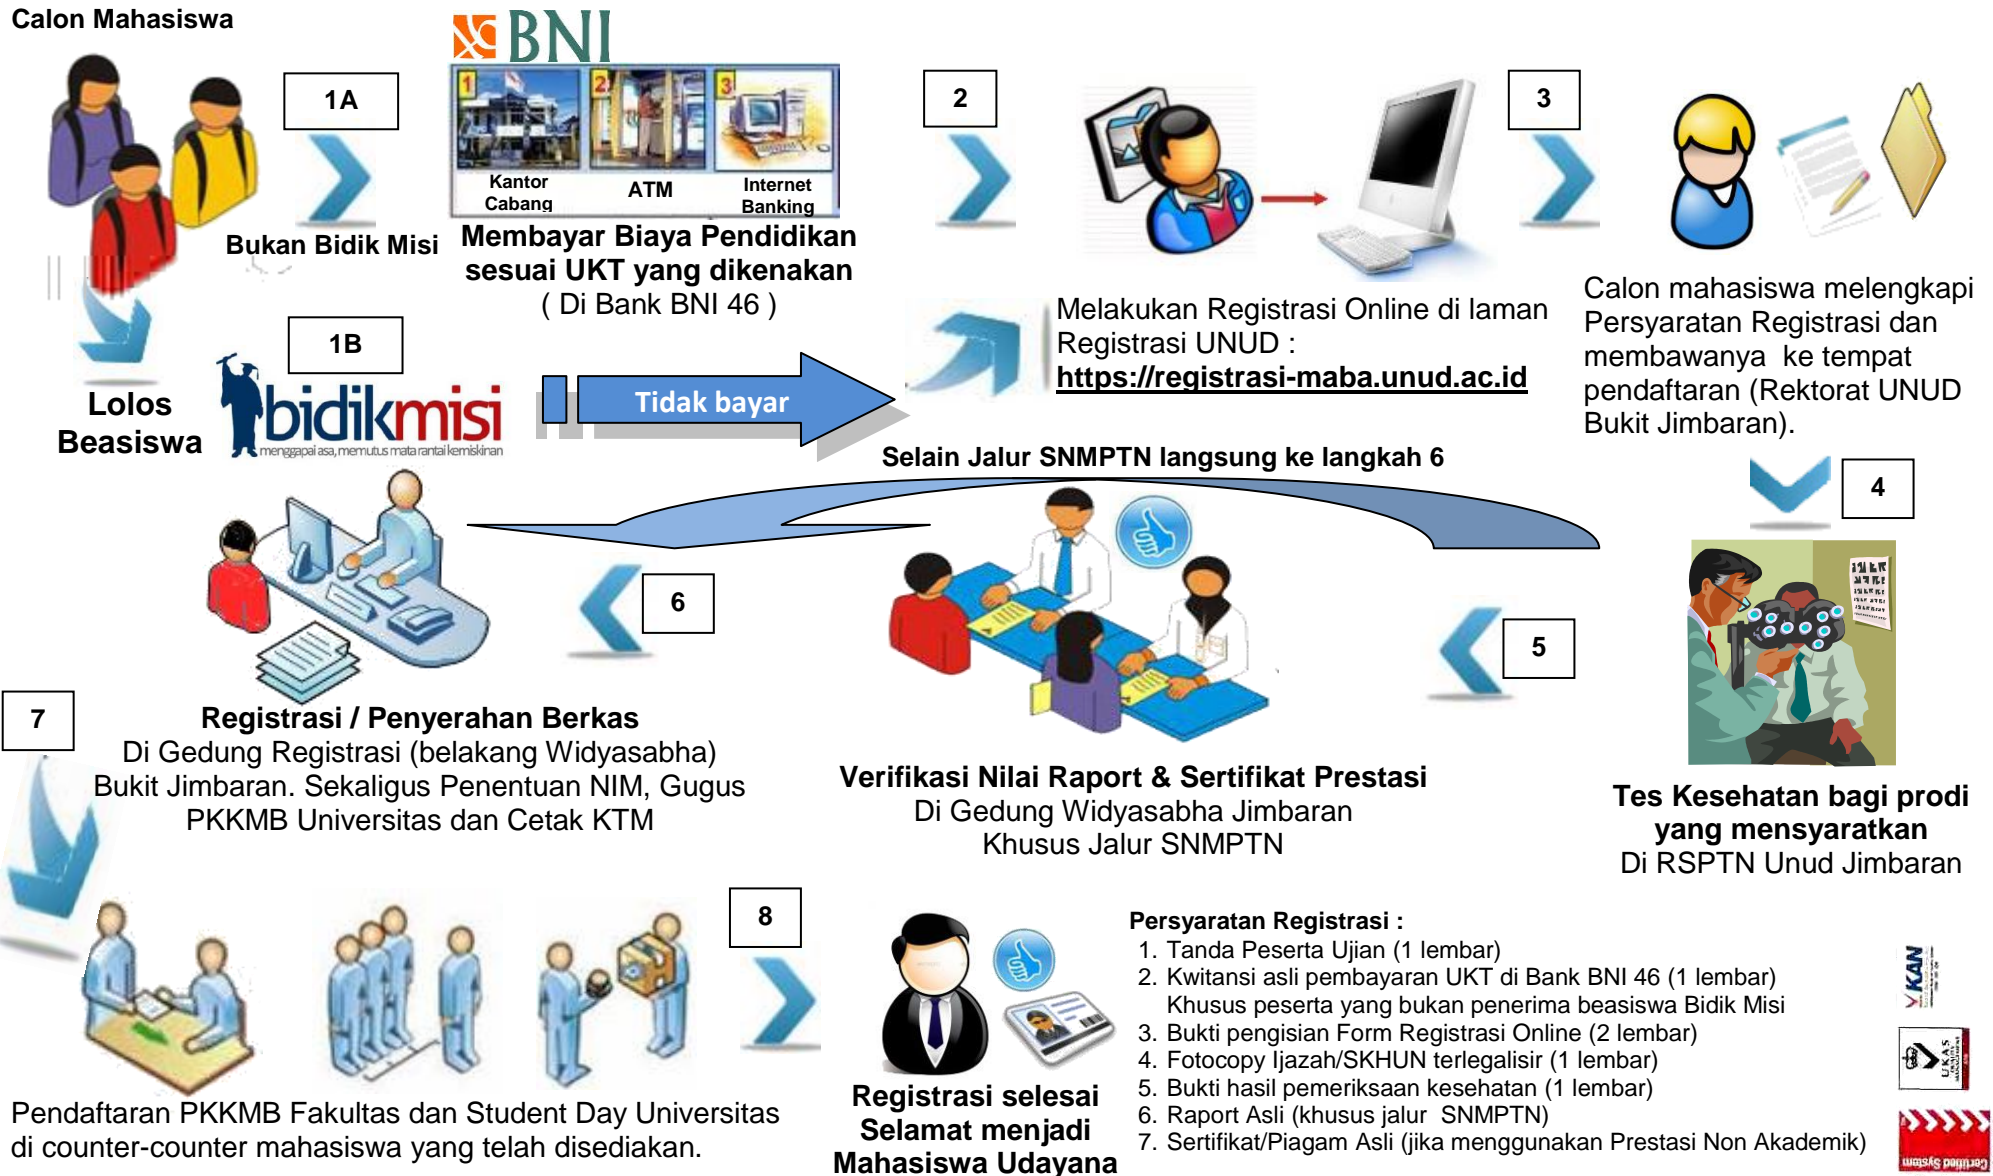 Calon Mahasiswa
1A
BNI
1
2
3
Kantor
Cabang
ATM
Internet
Banking
Bukan Bidik Misi
Membayar Biaya Pendidikan
sesuai UKT yang dikenakan
( Di Bank BNI 46 )
2
3
Melakukan Registrasi Online di laman
Registrasi UNUD :
https://registrasi-maba.unud.ac.id
Calon mahasiswa melengkapi
Persyaratan Registrasi dan
membawanya ke tempat
pendaftaran (Rektorat UNUD
Bukit Jimbaran).
1B
Lolos
Beasiswa
bidikmisi
menggapai asa, memutus mata rantai kemiskinan
Tidak bayar
Selain Jalur SNMPTN langsung ke langkah 6
4
Tes Kesehatan bagi prodi
yang mensyaratkan
Di RSPTN Unud Jimbaran
5
Verifikasi Nilai Raport & Sertifikat Prestasi
Di Gedung Widyasabha Jimbaran
Khusus Jalur SNMPTN
6
Registrasi / Penyerahan Berkas
Di Gedung Registrasi (belakang Widyasabha)
Bukit Jimbaran. Sekaligus Penentuan NIM, Gugus
PKKMB Universitas dan Cetak KTM
7
Pendaftaran PKKMB Fakultas dan Student Day Universitas
di counter-counter mahasiswa yang telah disediakan.
8
Registrasi selesai
Selamat menjadi
Mahasiswa Udayana
Persyaratan Registrasi :
1. Tanda Peserta Ujian (1 lembar)
2. Kwitansi asli pembayaran UKT di Bank BNI 46 (1 lembar)
Khusus peserta yang bukan penerima beasiswa Bidik Misi
3. Bukti pengisian Form Registrasi Online (2 lembar)
4. Fotocopy Ijazah/SKHUN terlegalisir (1 lembar)
5. Bukti hasil pemeriksaan kesehatan (1 lembar)
6. Raport Asli (khusus jalur SNMPTN)
7. Sertifikat/Piagam Asli (jika menggunakan Prestasi Non Akademik)
KAN
UKAS
Certified System